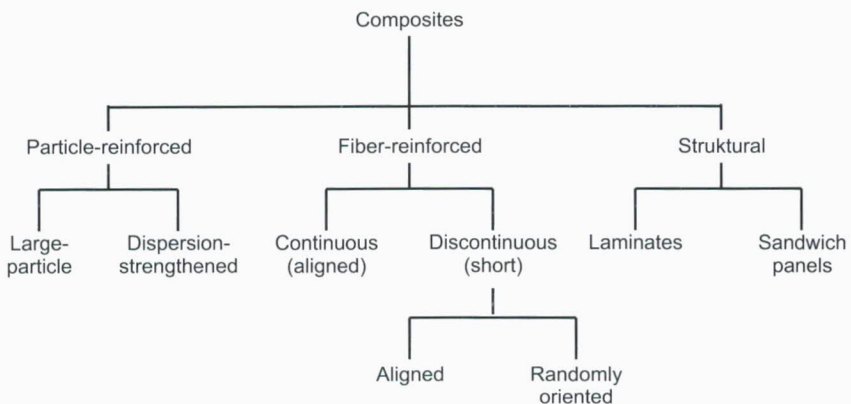 Composites
Particle-reinforced
Fiber-reinforced
Struktural
Large-
particle
Dispersion-
strengthened
Continuous
(aligned)
Discontinuous
(short)
Laminates
Sandwich
panels
Aligned
Randomly
oriented